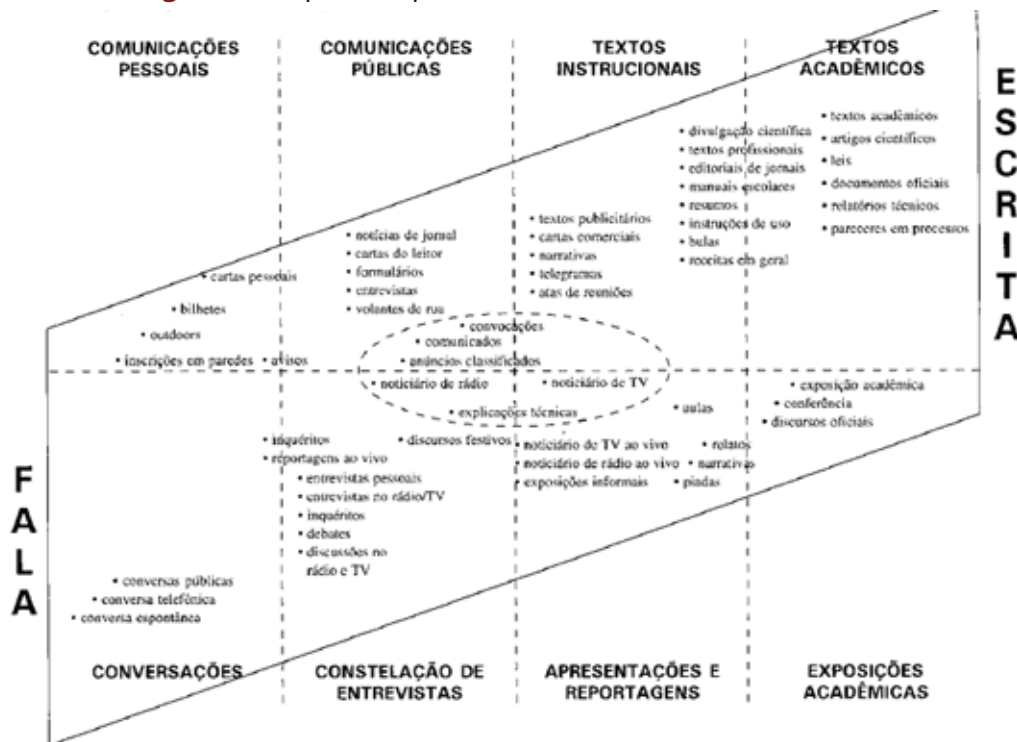 COMUNICAÇÕES
PESSOAIS
COMUNICAÇÕES
PÚBLICAS
TEXTOS
INSTRUCIONAIS
TEXTOS
ACADÊMICOS
ESCRITA
• textos acadêmicos
• artigos científicos
• leis
• documentos oficiais
• relatórios técnicos
• pareceres em processos
• divulgação científica
• textos profissionais
• editoriais de jornais
• manuais escolares
• resumos
• instruções de uso
• bulas
• receitas em geral
• textos publicitários
• cartas comerciais
• narrativas
• telegramas
• atas de reuniões
• notícias de jornal
• cartas do leitor
• formulários
• entrevistas
• volantes de rua
• cartas pessoais
• bilhetes
• outdoors
• inscrições em paredes
• avisos
• convocações
• comunicados
• anúncios classificados
• noticiário de rádio
• noticiário de TV
• explicações técnicas
• aulas
• exposição acadêmica
• conferência
• discursos oficiais
• inquéritos
• reportagens ao vivo
• discursos festivos
• entrevistas pessoais
• entrevistas no rádio/TV
• inquéritos
• debates
• discussões no
rádio e TV
• noticiário de TV ao vivo
• noticiário de rádio ao vivo
• exposições informais
• relatos
• narrativas
• piadas
FALA
• conversas públicas
• conversa telefônica
• conversa espontânea
CONVERSAÇÕES
CONSTELAÇÃO DE
ENTREVISTAS
APRESENTAÇÕES E
REPORTAGENS
EXPOSIÇÕES
ACADÊMICAS